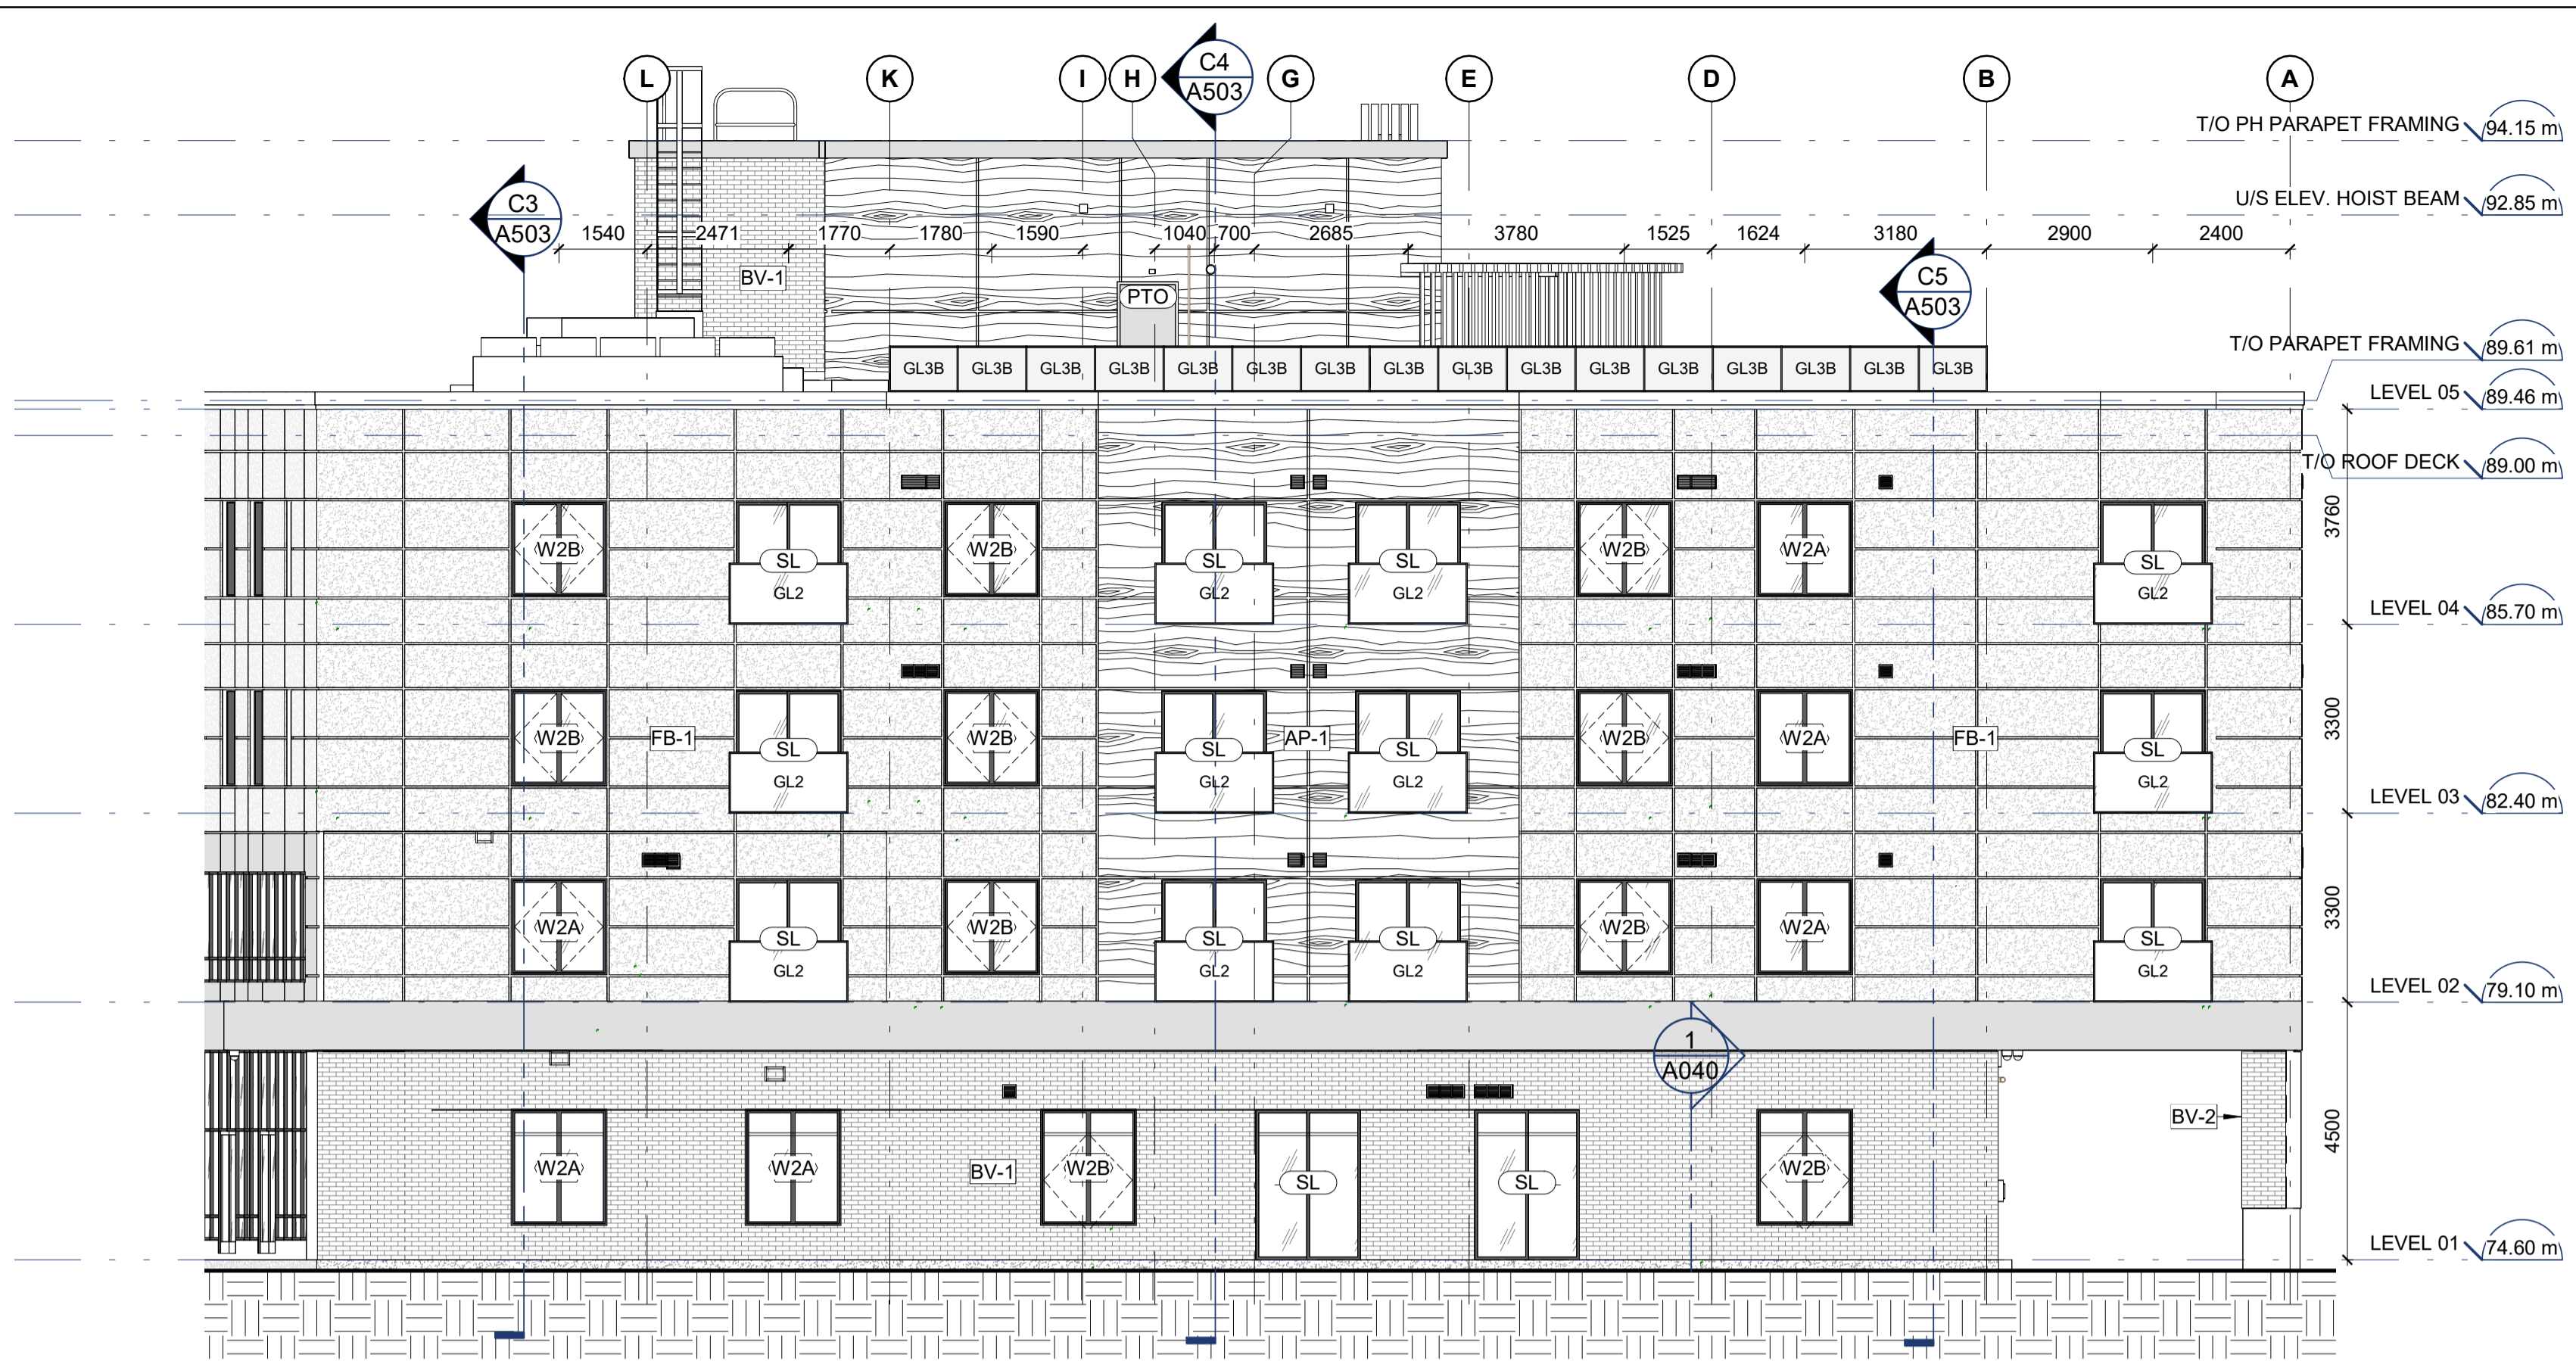 C4
A503
L
K
I
H
G
E
D
B
A
T/O PH PARAPET FRAMING 94.15 m
U/S ELEV. HOIST BEAM 92.85 m
C3
A503
1540
2471
1770
1780
1590
1040
700
2685
3780
1525
1624
3180
2900
2400
BV-1
PTO
C5
A503
T/O PARAPET FRAMING 89.61 m
GL3B GL3B GL3B GL3B GL3B GL3B GL3B GL3B GL3B GL3B GL3B GL3B GL3B GL3B GL3B GL3B
LEVEL 05 89.46 m
T/O ROOF DECK 89.00 m
3760
W2B SL W2B SL SL W2B W2A SL
GL2 GL2 GL2 GL2
LEVEL 04 85.70 m
3300
W2B FB-1 SL W2B SL AP-1 SL W2B W2A FB-1 SL
GL2 GL2 GL2 GL2
LEVEL 03 82.40 m
3300
W2A SL W2B SL SL W2B W2A SL
GL2 GL2 GL2 GL2
LEVEL 02 79.10 m
1
A040
BV-2
4500
W2A W2A BV-1 W2B SL SL W2B
LEVEL 01 74.60 m